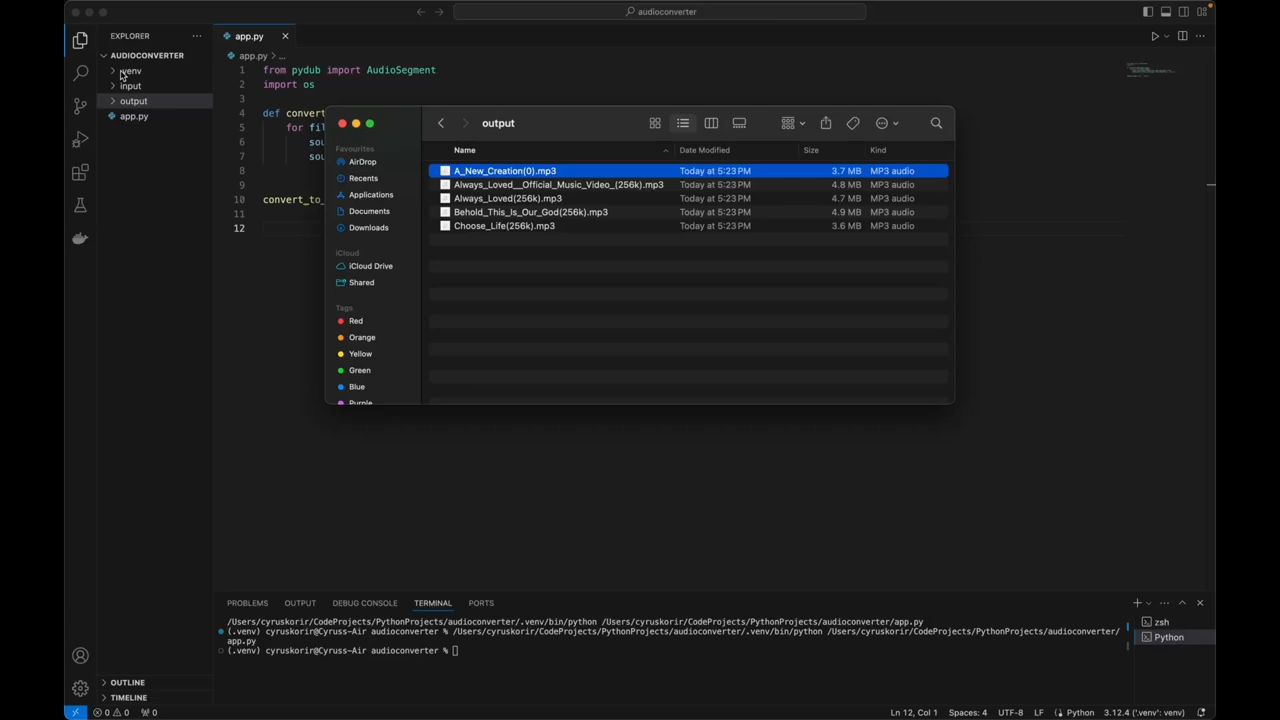 audioconverter
EXPLORER
AUDIOCONVERTER
.venv
input
output
app.py
app.py
app.py > ...
1 from pydub import AudioSegment
2 import os
3
4 def convert
5 for fil
6 sou
7 sou
8
9
10 convert_to_
11
12
output
Favourites
AirDrop
Recents
Applications
Documents
Downloads
iCloud
iCloud Drive
Shared
Tags
Red
Orange
Yellow
Green
Blue
Purple
Name Date Modified Size Kind
A_New_Creation(0).mp3 Today at 5:23 PM 3.7 MB MP3 audio
Always_Loved__Official_Music_Video_(256k).mp3 Today at 5:23 PM 4.8 MB MP3 audio
Always_Loved(256k).mp3 Today at 5:23 PM 4.7 MB MP3 audio
Behold_This_Is_Our_God(256k).mp3 Today at 5:23 PM 4.9 MB MP3 audio
Choose_Life(256k).mp3 Today at 5:23 PM 3.6 MB MP3 audio
PROBLEMS OUTPUT DEBUG CONSOLE TERMINAL PORTS
/Users/cyruskorir/CodeProjects/PythonProjects/audioconverter/.venv/bin/python /Users/cyruskorir/CodeProjects/PythonProjects/audioconverter/app.py
(.venv) cyruskorir@Cyruss-Air audioconverter % /Users/cyruskorir/CodeProjects/PythonProjects/audioconverter/.venv/bin/python /Users/cyruskorir/CodeProjects/PythonProjects/audioconverter/
app.py
(.venv) cyruskorir@Cyruss-Air audioconverter %
zsh
Python
OUTLINE
TIMELINE
0 0 0
Ln 12, Col 1 Spaces: 4 UTF-8 LF Python 3.12.4 ('.venv': venv)